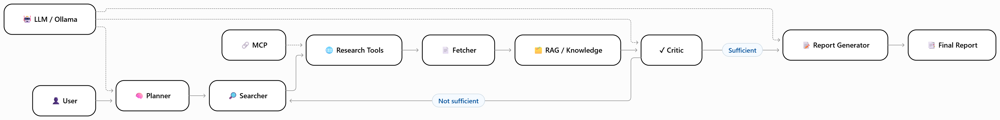 LLM / Ollama
MCP
Research Tools
Fetcher
RAG / Knowledge
✓ Critic
Sufficient
Report Generator
Final Report
User
Planner
Searcher
Not sufficient